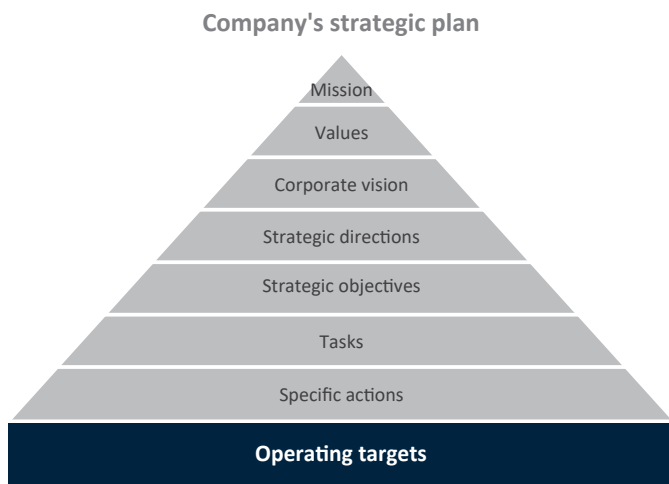 Company's strategic plan
Mission
Values
Corporate vision
Strategic directions
Strategic objectives
Tasks
Specific actions
Operating targets